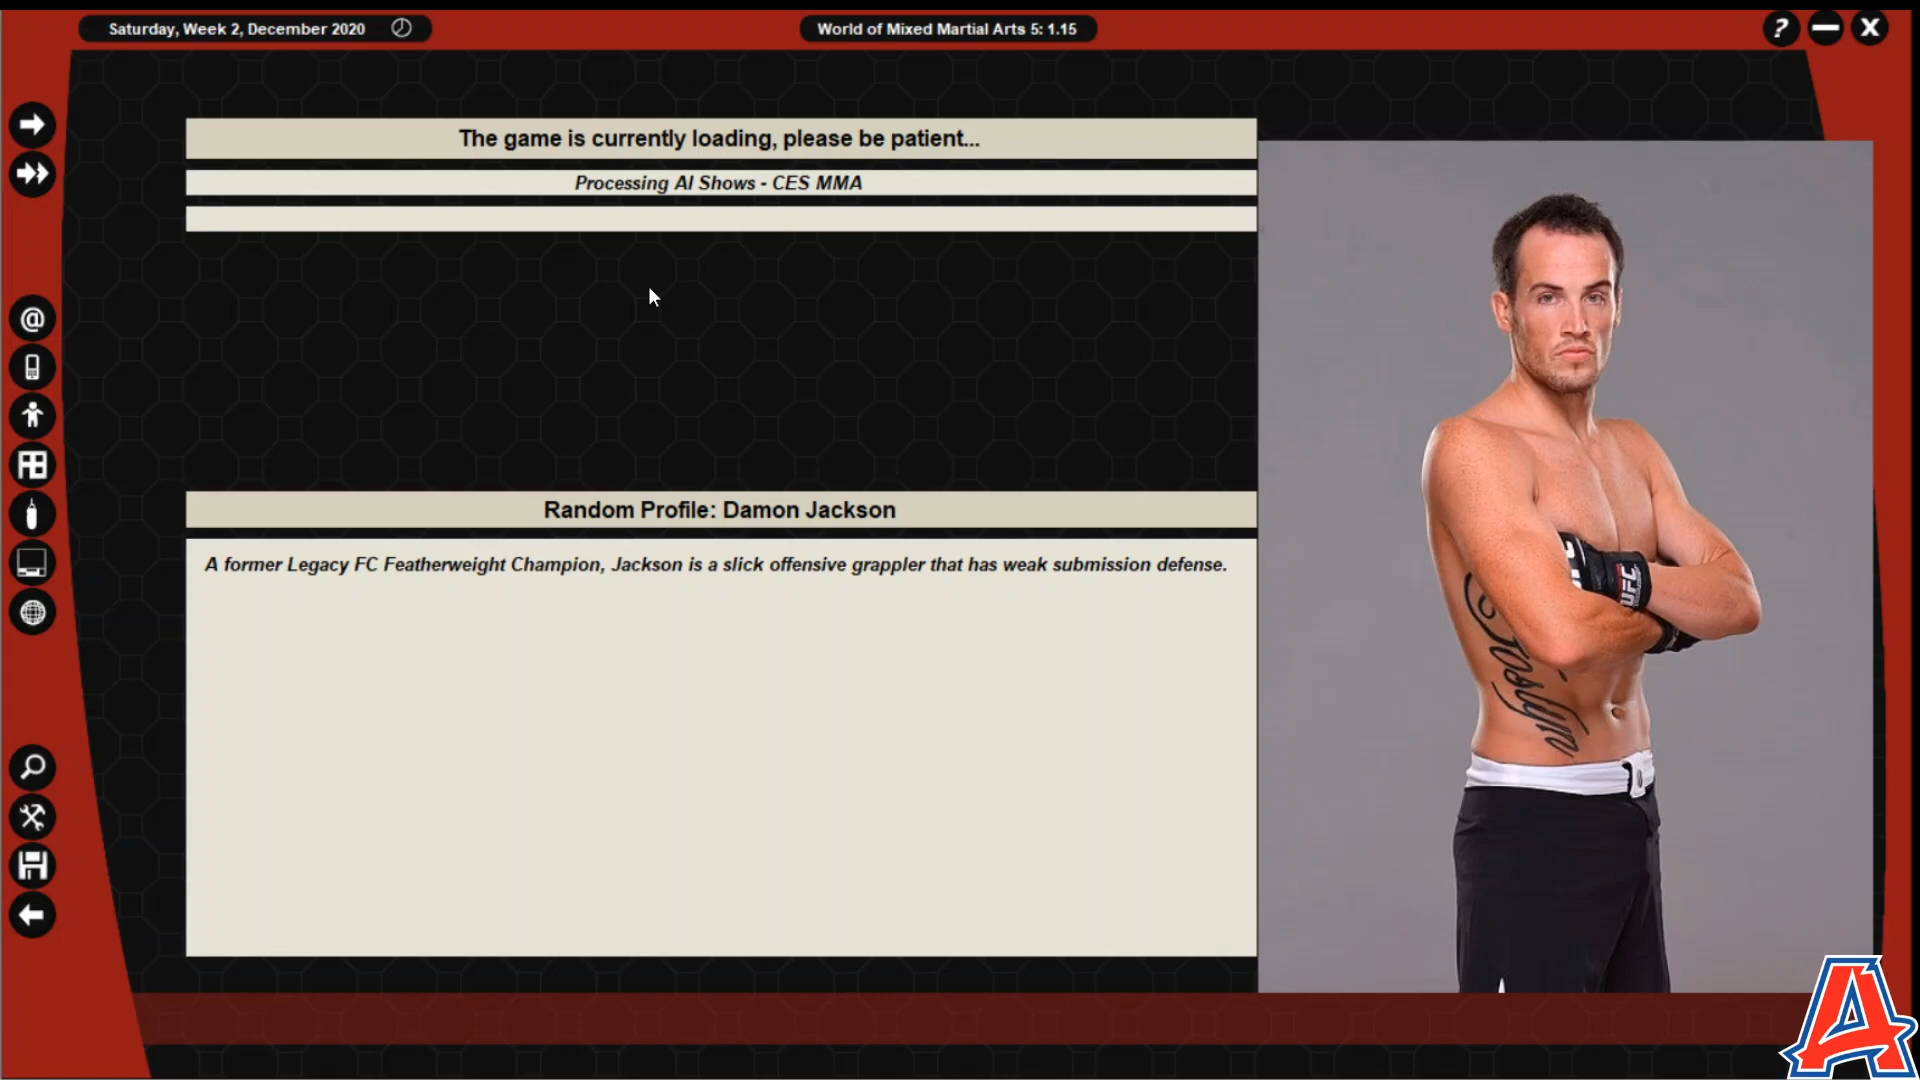 Saturday, Week 2, December 2020
World of Mixed Martial Arts 5: 1.15
?
X
The game is currently loading, please be patient...
Processing AI Shows - CES MMA
@
Random Profile: Damon Jackson
A former Legacy FC Featherweight Champion, Jackson is a slick offensive grappler that has weak submission defense.
UFC
A